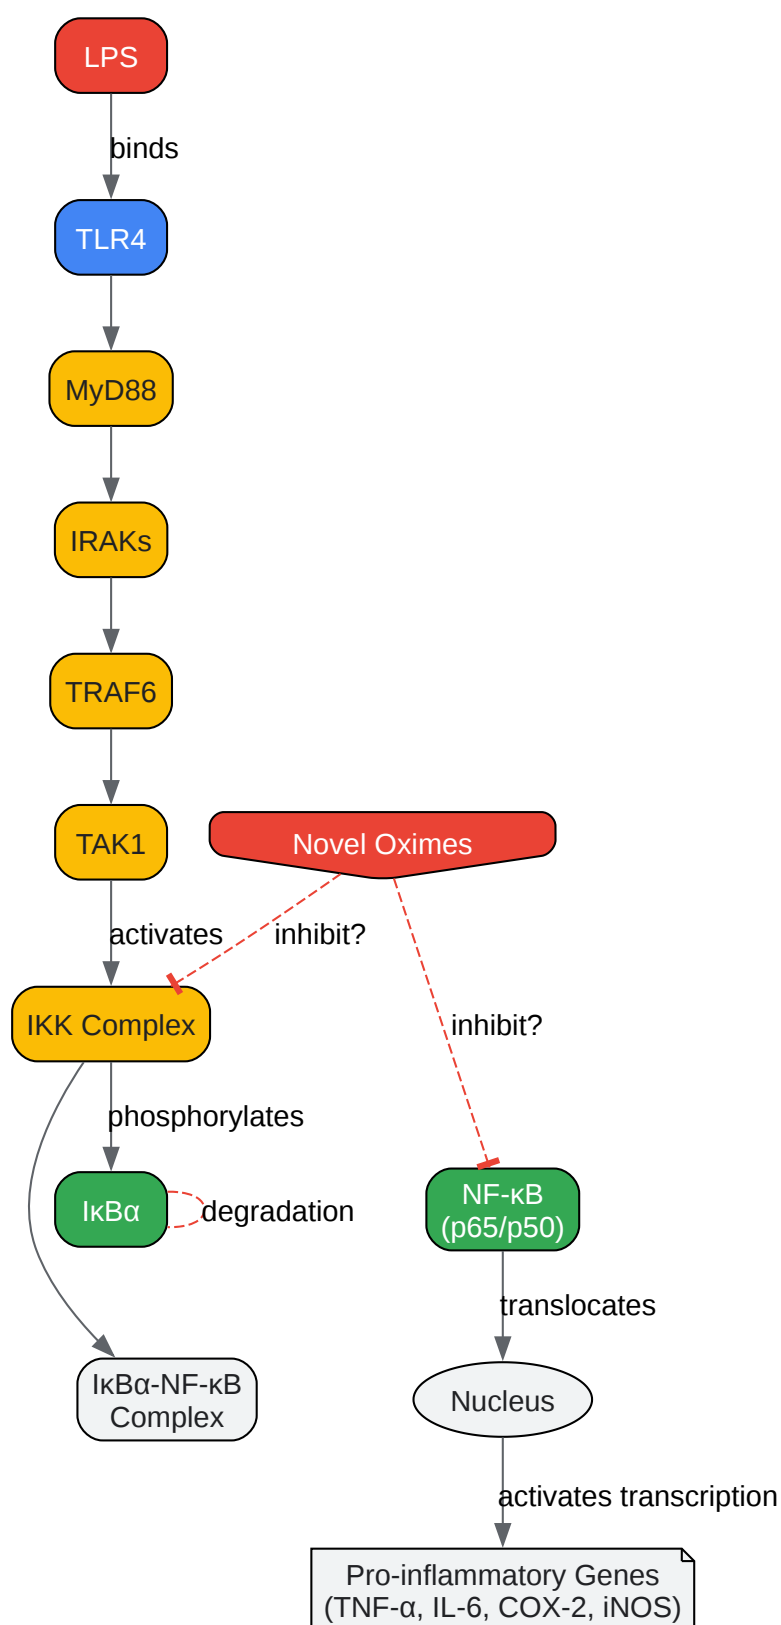 LPS
binds
TLR4
MyD88
IRAKs
TRAF6
TAK1
Novel Oximes
activates
inhibit?
IKK Complex
inhibit?
phosphorylates
IκBα
degradation
NF-κB
(p65/p50)
translocates
IκBα-NF-κB
Complex
Nucleus
activates transcription
Pro-inflammatory Genes
(TNF-α, IL-6, COX-2, iNOS)